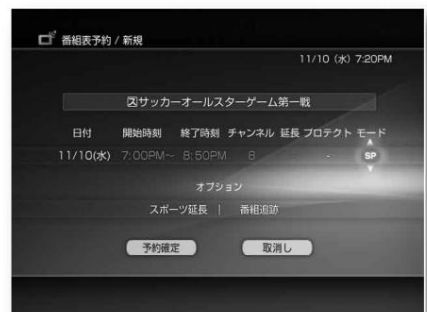 番組表予約 / 新規
11/10 (水) 7:20PM
🈡サッカーオールスターゲーム第一戦
日付 開始時刻 終了時刻 チャンネル 延長 プロテクト モード
11/10(水) 7:00PM~ 8:50PM 8 - SP
オプション
スポーツ延長 | 番組追跡
予約確定 取消し